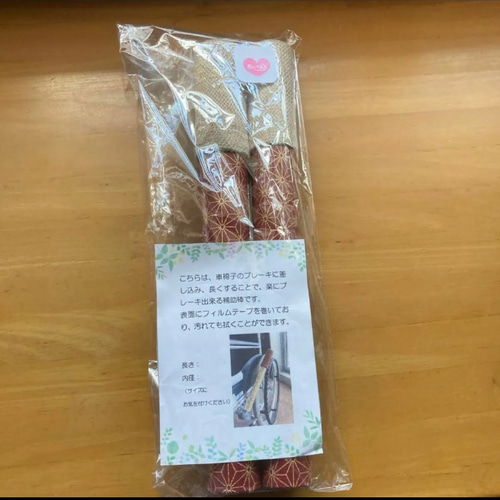 こちらは、車椅子のブレーキに差
し込み、長くすることで、楽にブ
レーキ出来る補助棒です。
表面にフィルムテープを巻いてお
り、汚れても拭くことができます。
長さ：
内径：
（サイズに
お気を付けください）